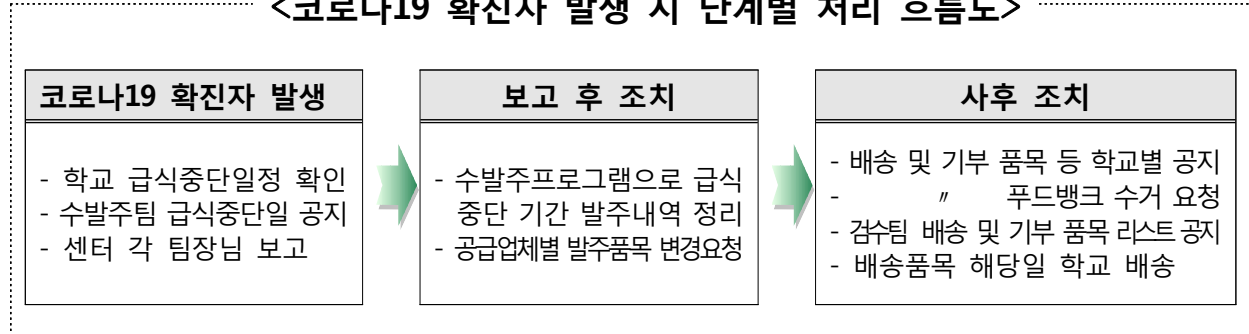 <코로나19 확진자 발생 시 단계별 처리 흐름도>
코로나19 확진자 발생
- 학교 급식중단일정 확인
- 수발주팀 급식중단일 공지
- 센터 각 팀장님 보고
보고 후 조치
- 수발주프로그램으로 급식
중단 기간 발주내역 정리
- 공급업체별 발주품목 변경요청
사후 조치
- 배송 및 기부 품목 등 학교별 공지
- 〃 푸드뱅크 수거 요청
- 검수팀 배송 및 기부 품목 리스트 공지
- 배송품목 해당일 학교 배송